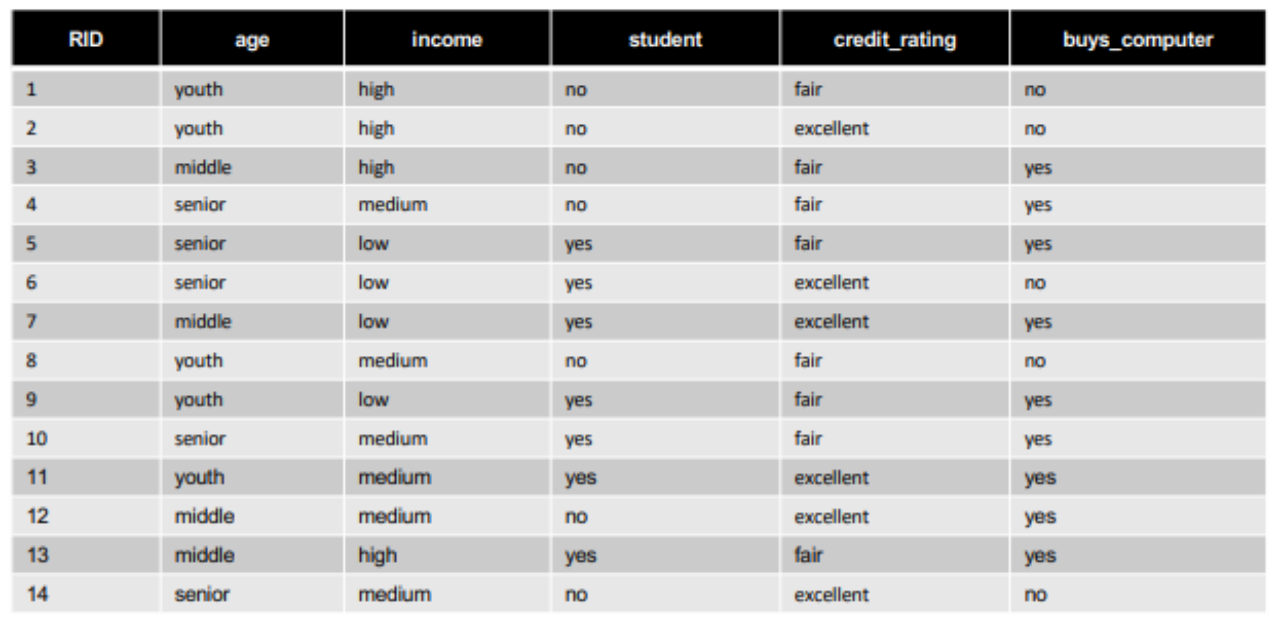 RID age income student credit_rating buys_computer
1 youth high no fair no
2 youth high no excellent no
3 middle high no fair yes
4 senior medium no fair yes
5 senior low yes fair yes
6 senior low yes excellent no
7 middle low yes excellent yes
8 youth medium no fair no
9 youth low yes fair yes
10 senior medium yes fair yes
11 youth medium yes excellent yes
12 middle medium no excellent yes
13 middle high yes fair yes
14 senior medium no excellent no